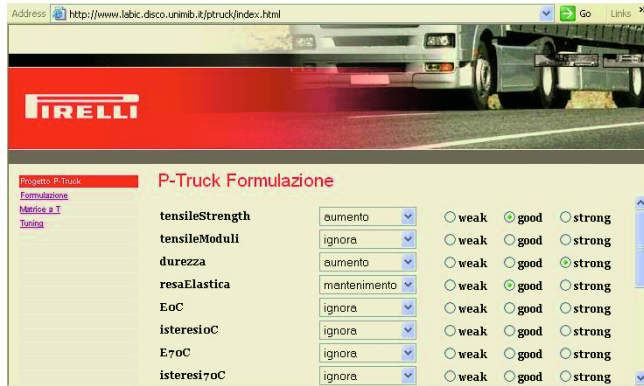 Address http://www.labic.disco.unimib.it/ptruck/index.html Go Links »
PIRELLI
Progetto P-Truck
Formulazione
Matrice a T
Tuning
P-Truck Formulazione
tensileStrength aumento weak good strong
tensileModuli ignora weak good strong
durezza aumento weak good strong
resaElastica mantenimento weak good strong
E0C ignora weak good strong
isteresi0C ignora weak good strong
E70C ignora weak good strong
isteresi70C ignora weak good strong